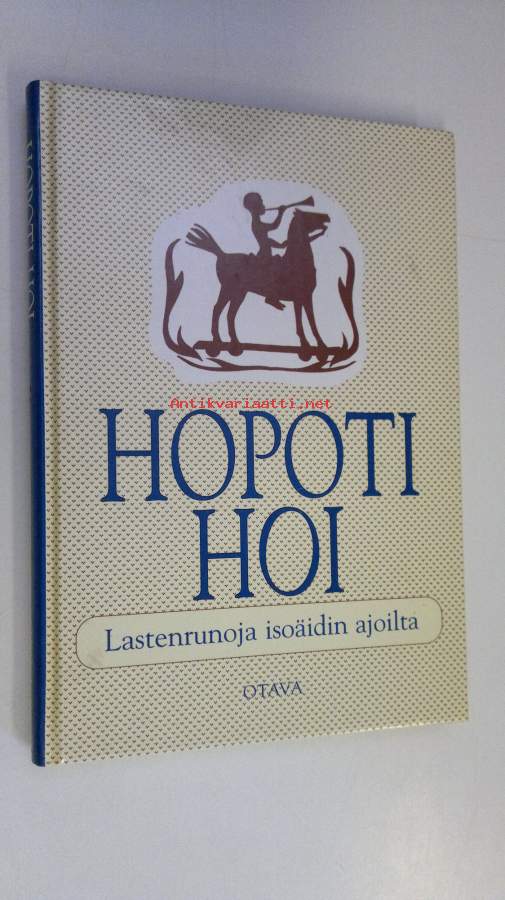 HOPOTI HOI
Antikvariaatti.net
HOPOTI
HOI
Lastenrunoja isoäidin ajoilta
OTAVA